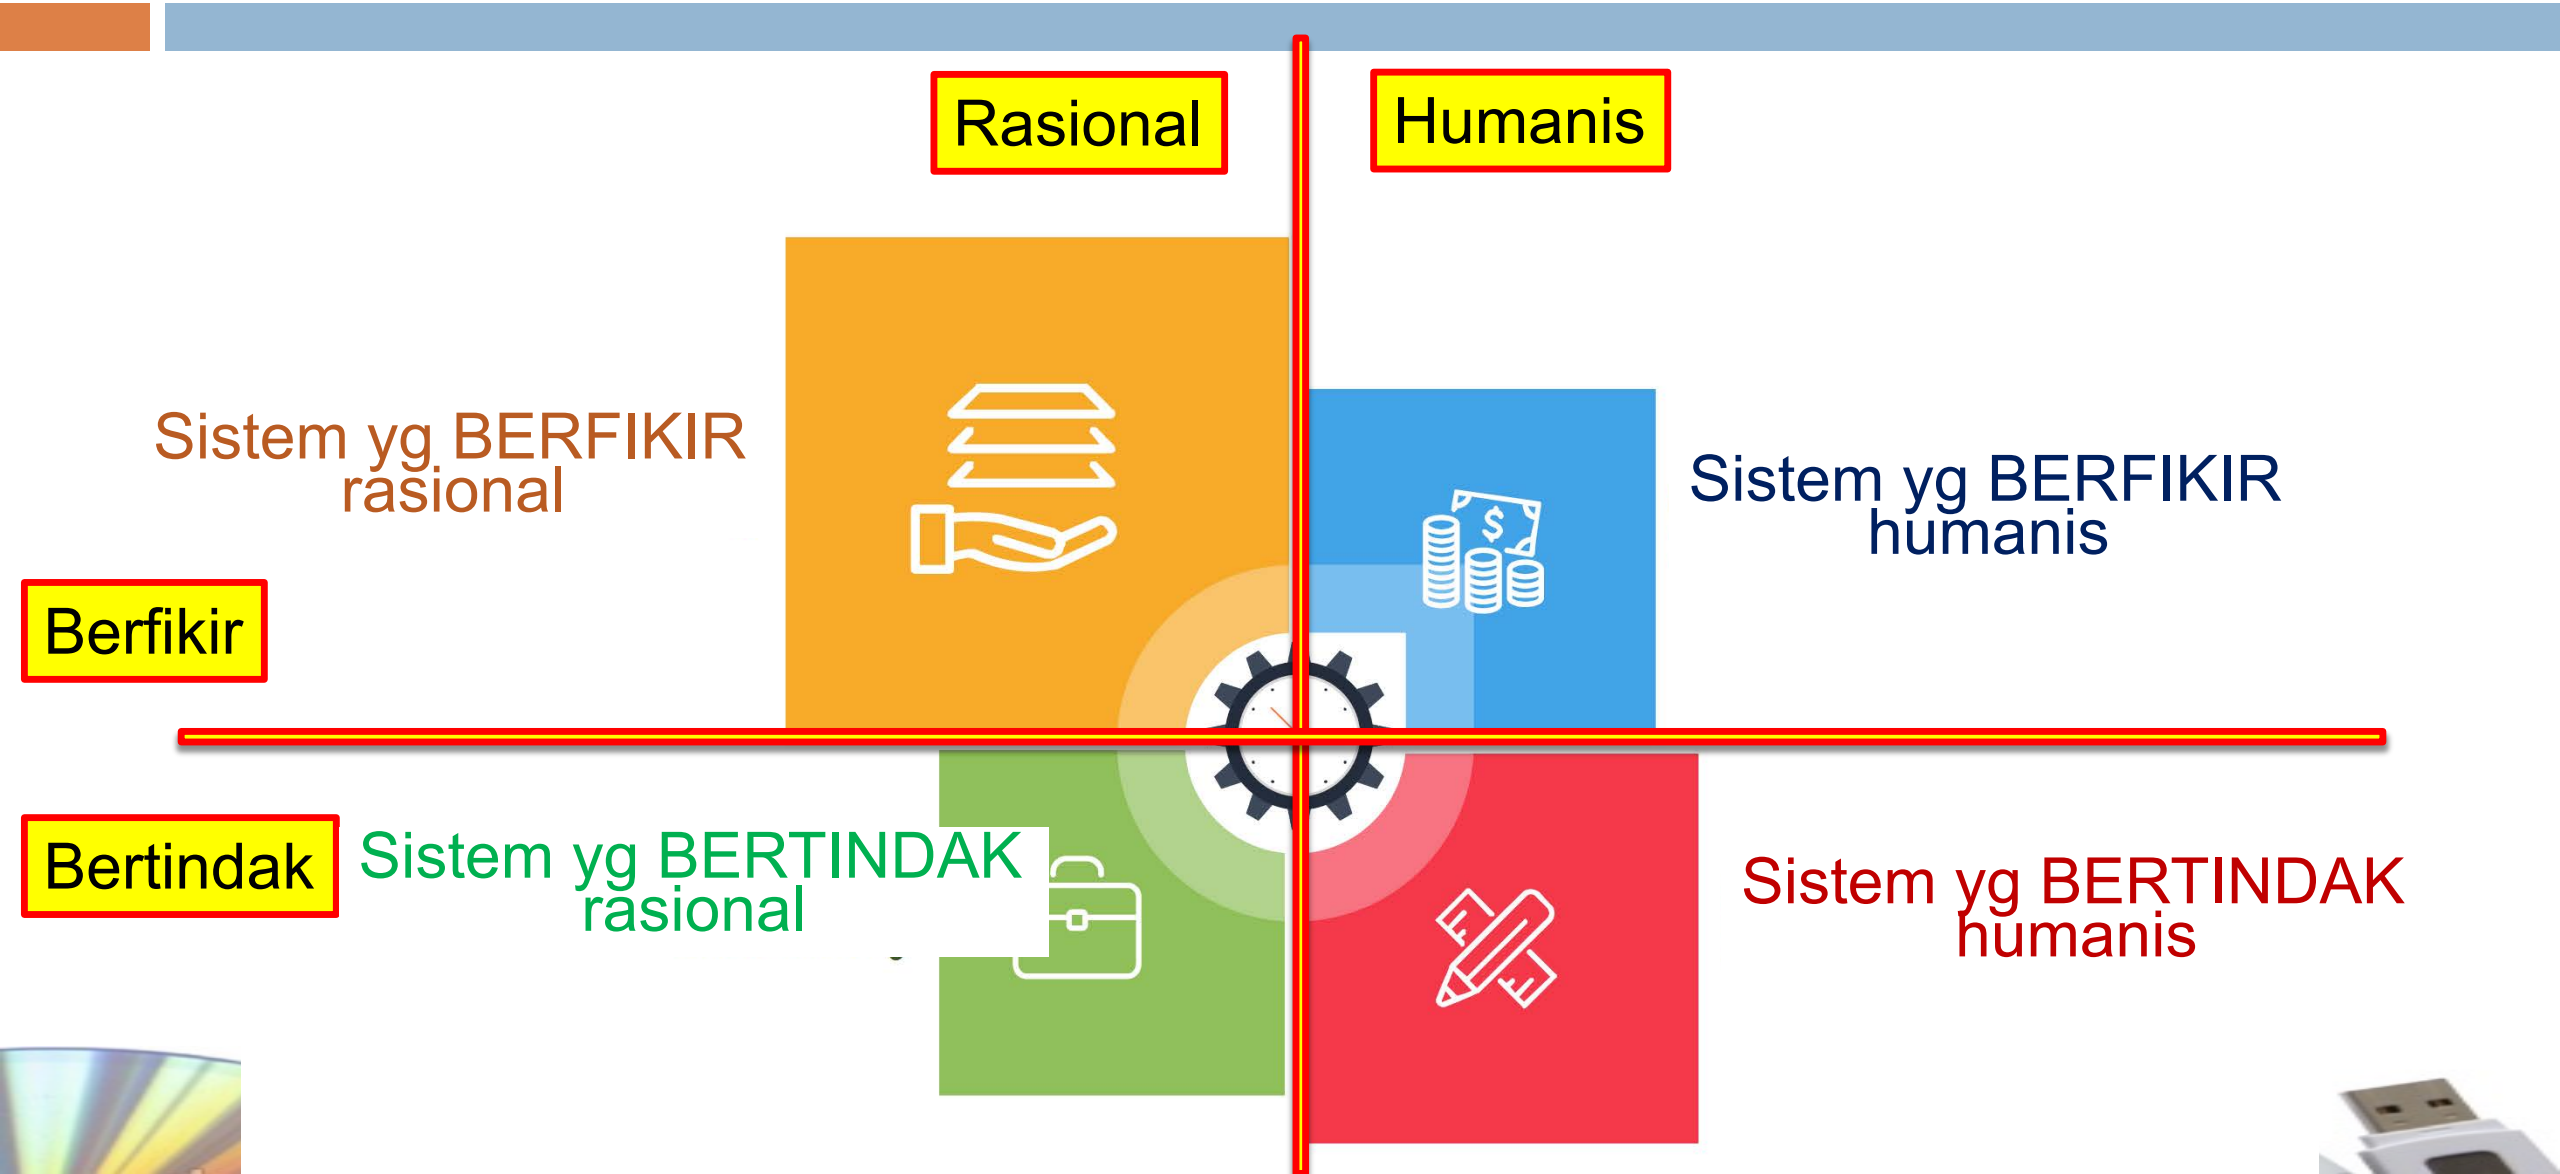 Rasional
Humanis
Sistem yg BERFIKIR
rasional
Sistem yg BERFIKIR
humanis
Berfikir
Bertindak
Sistem yg BERTINDAK
rasional
Sistem yg BERTINDAK
humanis